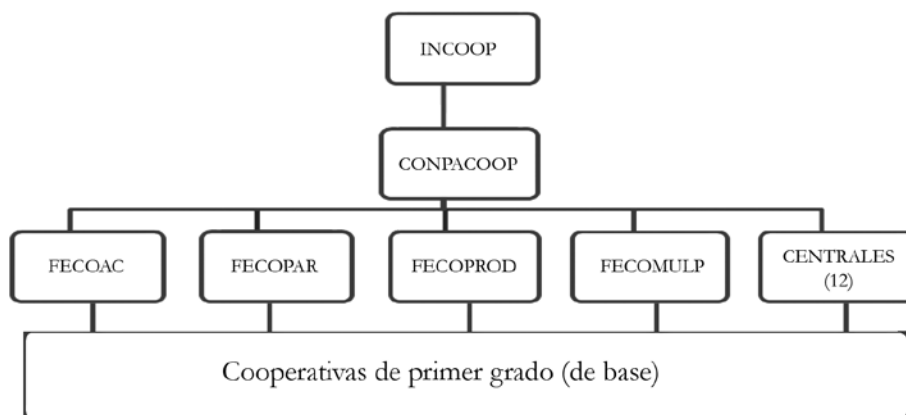 INCOOP
CONPACOOP
FECOAC
FECOPAR
FECOPROD
FECOMULP
CENTRALES
(12)
Cooperativas de primer grado (de base)